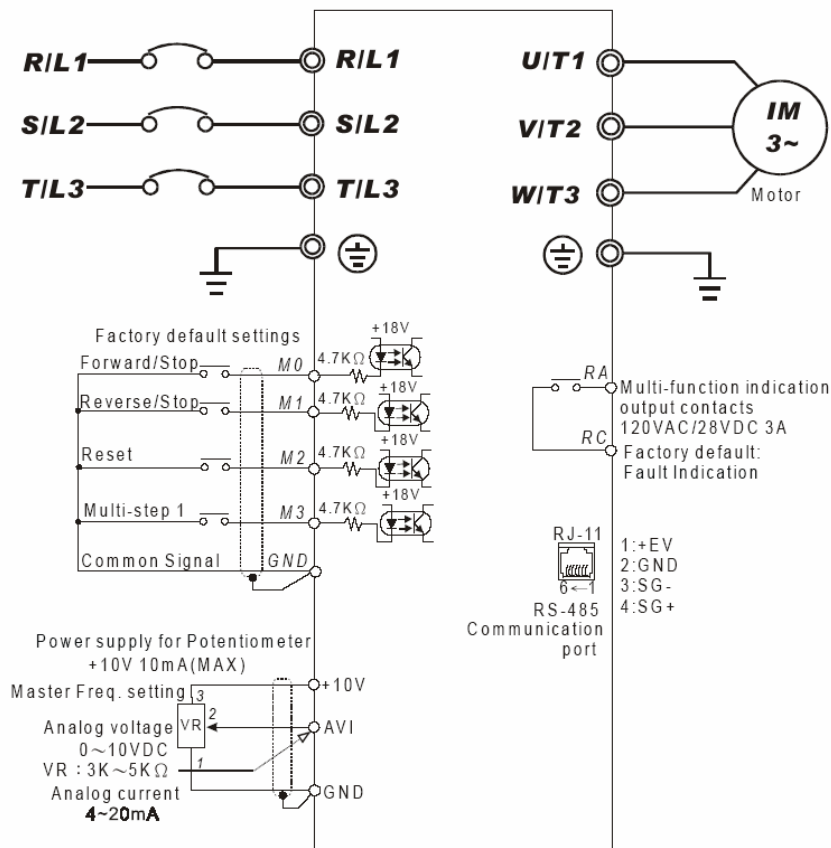 R/L1 R/L1 U/T1
IM
3~
S/L2 S/L2 V/T2
T/L3 T/L3 W/T3
Motor
Factory default settings
+18V
Forward/Stop M0 4.7KΩ
+18V
Reverse/Stop M1 4.7KΩ
+18V
Reset M2 4.7KΩ
+18V
Multi-step 1 M3 4.7KΩ
Common Signal GND
RA
Multi-function indication
output contacts
120VAC/28VDC 3A
RC
Factory default:
Fault Indication
RJ-11
6←1
RS-485
Communication
port
1:+EV
2:GND
3:SG-
4:SG+
Power supply for Potentiometer
+10V 10mA(MAX)
+10V
Master Freq. setting 3
Analog voltage VR 2 AVI
0~10VDC
VR : 3K~5KΩ 1
Analog current GND
4~20mA